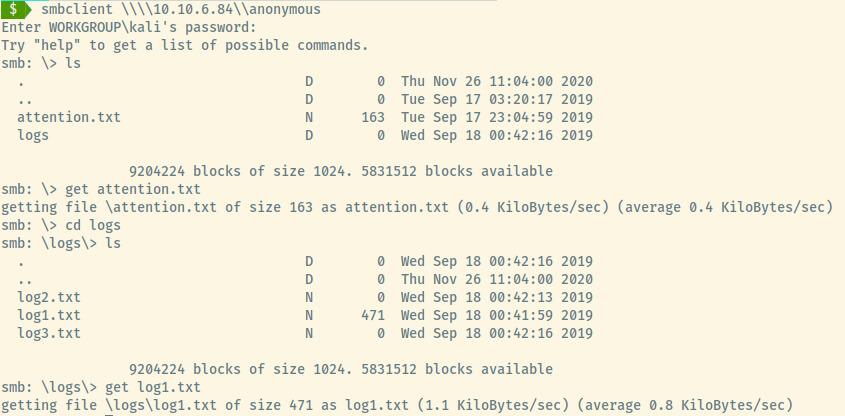 $ smbclient \\\\10.10.6.84\\anonymous
Enter WORKGROUP\kali's password:
Try "help" to get a list of possible commands.
smb: \> ls
  .                                   D        0  Thu Nov 26 11:04:00 2020
  ..                                  D        0  Tue Sep 17 03:20:17 2019
  attention.txt                       N      163  Tue Sep 17 23:04:59 2019
  logs                                D        0  Wed Sep 18 00:42:16 2019
                9204224 blocks of size 1024. 5831512 blocks available
smb: \> get attention.txt
getting file \attention.txt of size 163 as attention.txt (0.4 KiloBytes/sec) (average 0.4 KiloBytes/sec)
smb: \> cd logs
smb: \logs\> ls
  .                                   D        0  Wed Sep 18 00:42:16 2019
  ..                                  D        0  Thu Nov 26 11:04:00 2020
  log2.txt                            N        0  Wed Sep 18 00:42:13 2019
  log1.txt                            N      471  Wed Sep 18 00:41:59 2019
  log3.txt                            N        0  Wed Sep 18 00:42:16 2019
                9204224 blocks of size 1024. 5831512 blocks available
smb: \logs\> get log1.txt
getting file \logs\log1.txt of size 471 as log1.txt (1.1 KiloBytes/sec) (average 0.8 KiloBytes/sec)